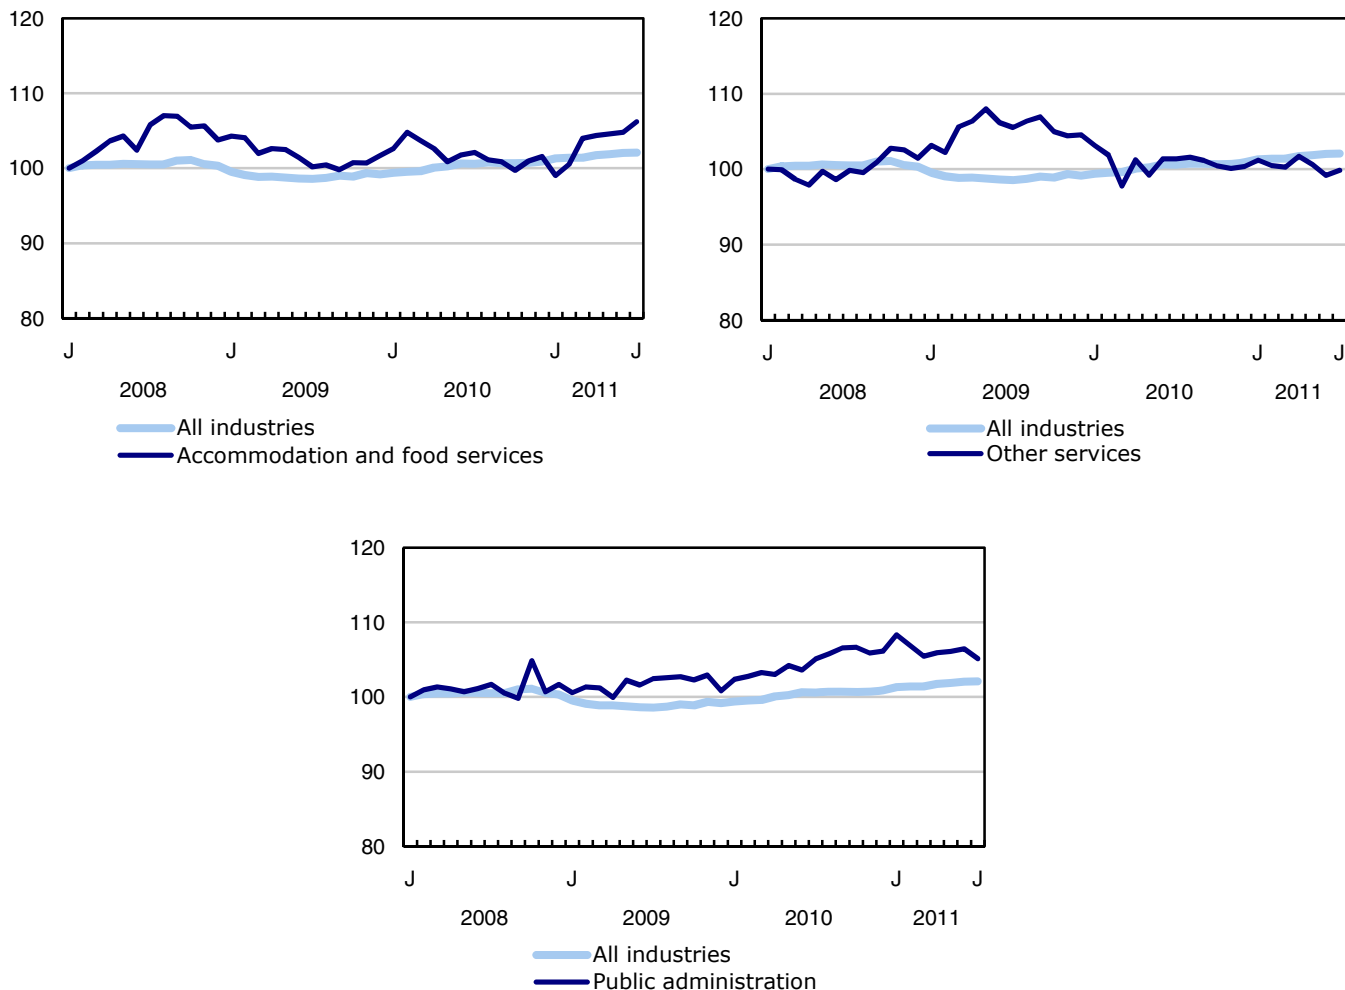 120
110
100
90
80
J J J J J
2008 2009 2010 2011
All industries
Accommodation and food services
120
110
100
90
80
J J J J J
2008 2009 2010 2011
All industries
Other services
120
110
100
90
80
J J J J J
2008 2009 2010 2011
All industries
Public administration